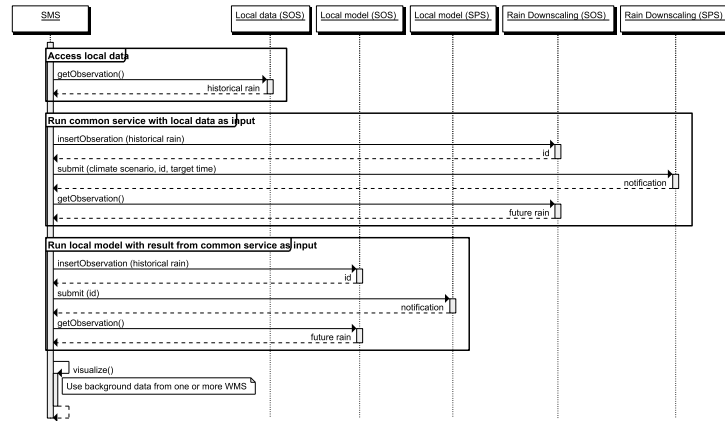 SMS
Local data (SOS)
Local model (SOS)
Local model (SPS)
Rain Downscaling (SOS)
Rain Downscaling (SPS)
Access local data
getObservation()
historical rain
Run common service with local data as input
insertObseration (historical rain)
id
submit (climate scenario, id, target time)
notification
getObservation()
future rain
Run local model with result from common service as input
insertObservation (historical rain)
id
submit (id)
notification
getObservation()
future rain
visualize()
Use background data from one or more WMS